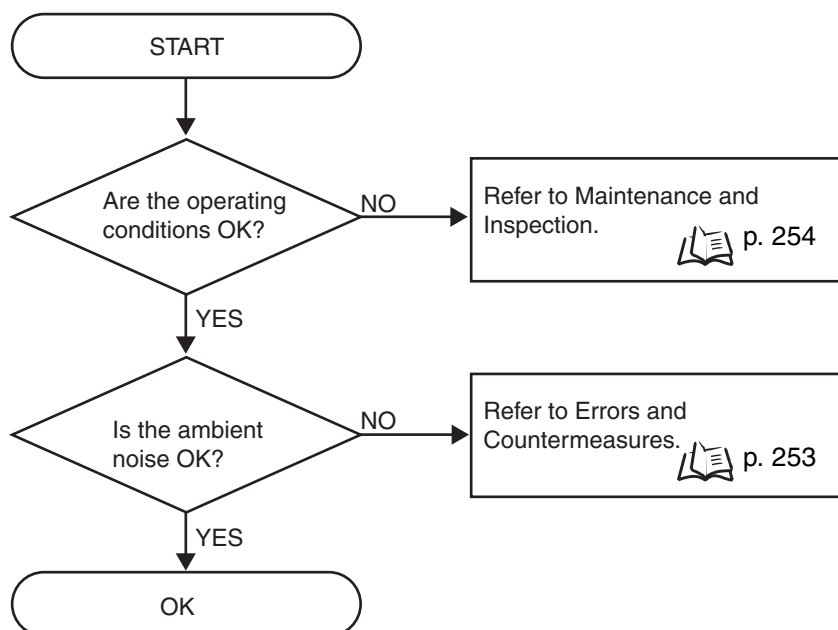 START
Are the operating
conditions OK?
NO
Refer to Maintenance and
Inspection.
p. 254
YES
Is the ambient
noise OK?
NO
Refer to Errors and
Countermeasures.
p. 253
YES
OK